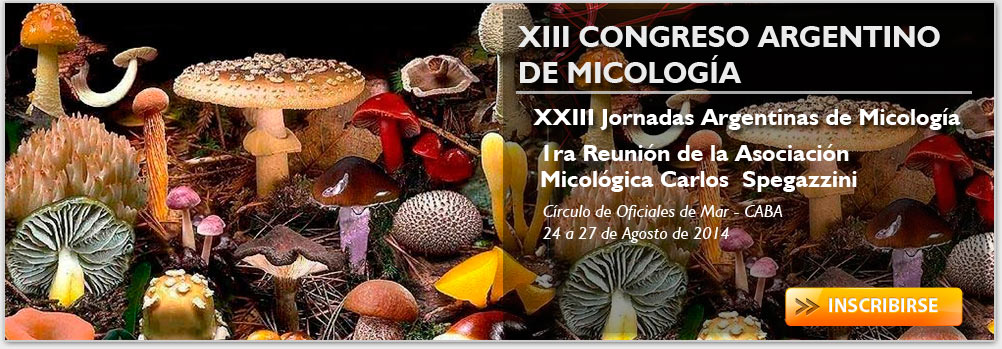 XIII CONGRESO ARGENTINO
DE MICOLOGÍA
XXIII Jornadas Argentinas de Micología
1ra Reunión de la Asociación
Micológica Carlos Spegazzini
Círculo de Oficiales de Mar - CABA
24 a 27 de Agosto de 2014
INSCRIBIRSE